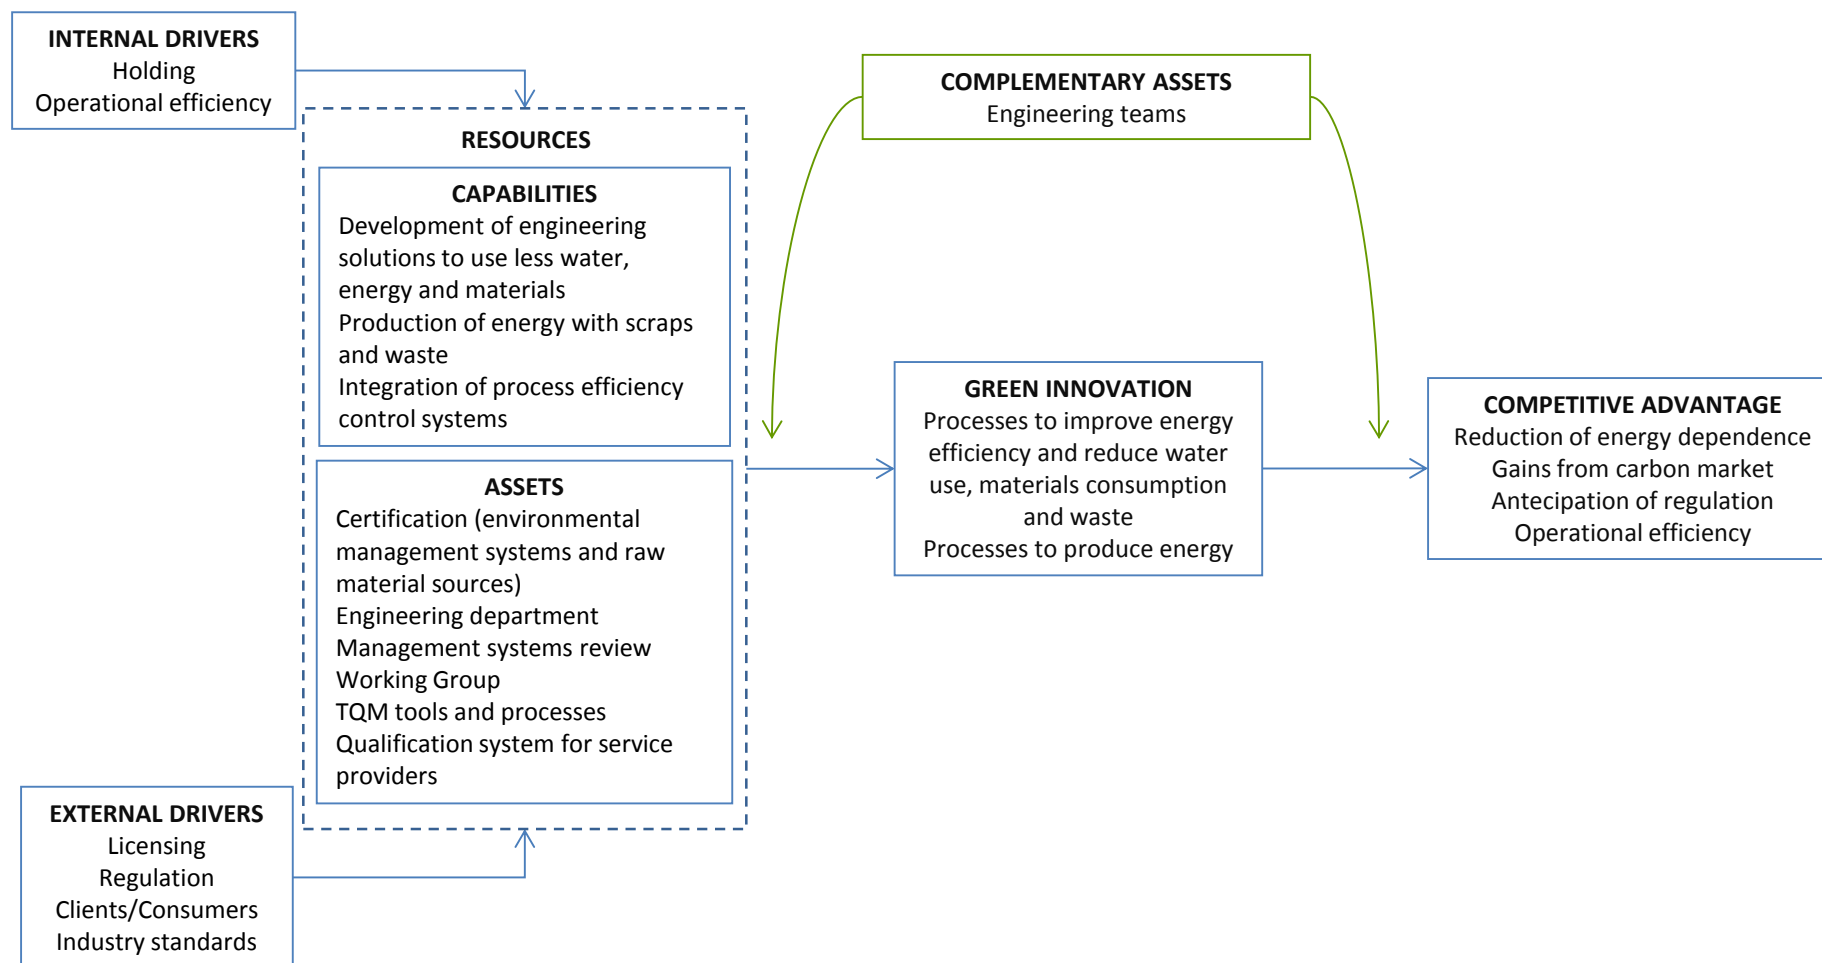 INTERNAL DRIVERS
Holding
Operational efficiency
COMPLEMENTARY ASSETS
Engineering teams
RESOURCES
CAPABILITIES
Development of engineering
solutions to use less water,
energy and materials
Production of energy with scraps
and waste
Integration of process efficiency
control systems
ASSETS
Certification (environmental
management systems and raw
material sources)
Engineering department
Management systems review
Working Group
TQM tools and processes
Qualification system for service
providers
GREEN INNOVATION
Processes to improve energy
efficiency and reduce water
use, materials consumption
and waste
Processes to produce energy
COMPETITIVE ADVANTAGE
Reduction of energy dependence
Gains from carbon market
Antecipation of regulation
Operational efficiency
EXTERNAL DRIVERS
Licensing
Regulation
Clients/Consumers
Industry standards